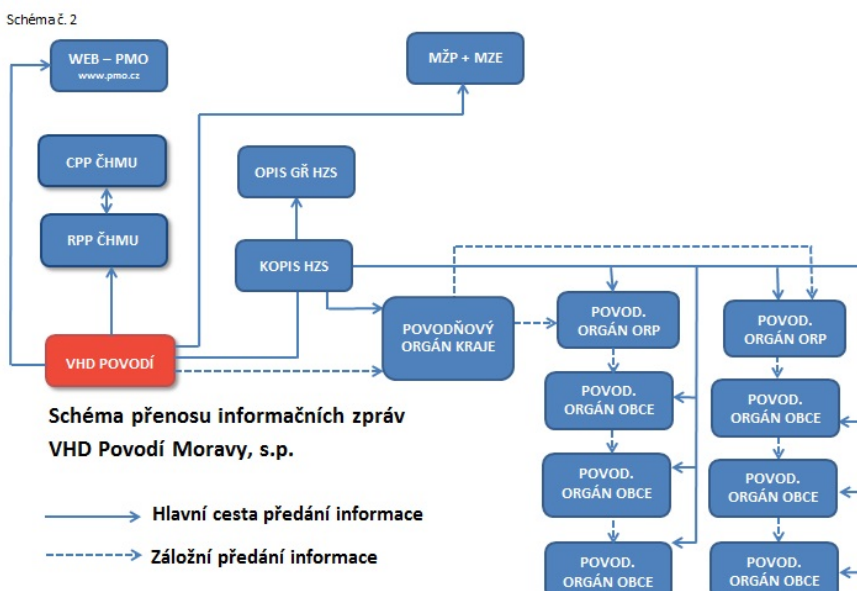 Schéma č. 2
WEB – PMO
www.pmo.cz
MŽP + MZE
CPP ČHMU
OPIS GŘ HZS
RPP ČHMU
KOPIS HZS
POVODŇOVÝ
ORGÁN KRAJE
POVOD.
ORGÁN ORP
POVOD.
ORGÁN ORP
VHD POVODÍ
POVOD.
ORGÁN OBCE
POVOD.
ORGÁN OBCE
Schéma přenosu informačních zpráv
VHD Povodí Moravy, s.p.
POVOD.
ORGÁN OBCE
POVOD.
ORGÁN OBCE
Hlavní cesta předání informace
Záložní předání informace
POVOD.
ORGÁN OBCE
POVOD.
ORGÁN OBCE